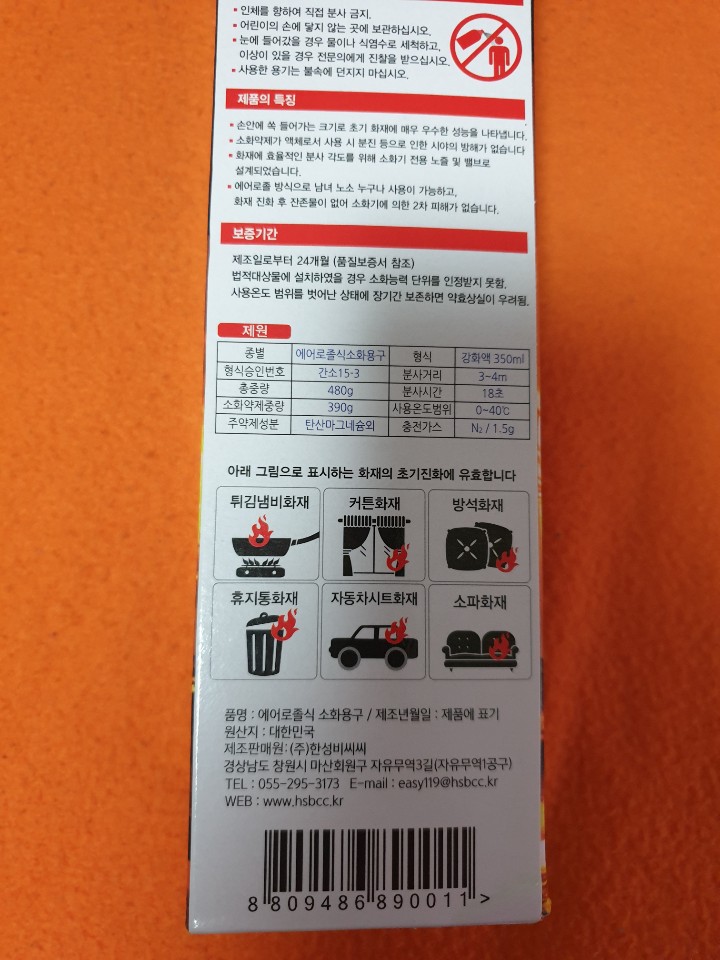 • 인체를 향하여 직접 분사 금지.
• 어린이의 손에 닿지 않는 곳에 보관하십시오.
• 눈에 들어갔을 경우 물이나 식염수로 세척하고,
이상이 있을 경우 전문의에게 진찰을 받으십시오.
• 사용한 용기는 불속에 던지지 마십시오.
제품의 특징
• 손안에 쏙 들어가는 크기로 초기 화재에 매우 우수한 성능을 나타냅니다.
• 소화약제가 액체로서 사용 시 분진 등으로 인한 시야의 방해가 없습니다
• 화재에 효율적인 분사 각도를 위해 소화기 전용 노즐 및 밸브로
설계되었습니다.
• 에어로졸 방식으로 남녀 노소 누구나 사용이 가능하고,
화재 진화 후 잔존물이 없어 소화기에 의한 2차 피해가 없습니다.
보증기간
제조일로부터 24개월 (품질보증서 참조)
법적대상물에 설치하였을 경우 소화능력 단위를 인정받지 못함.
사용온도 범위를 벗어난 상태에 장기간 보존하면 약효상실이 우려됨.
제원
종별 에어로졸식소화용구 형식 강화액 350ml
형식승인번호 간소15-3 분사거리 3~4m
총중량 480g 분사시간 18초
소화약제중량 390g 사용온도범위 0~40℃
주약제성분 탄산마그네슘외 충전가스 N₂ / 1.5g
아래 그림으로 표시하는 화재의 초기진화에 유효합니다
튀김냄비화재 커튼화재 방석화재
휴지통화재 자동차시트화재 소파화재
품명 : 에어로졸식 소화용구 / 제조년월일 : 제품에 표기
원산지 : 대한민국
제조판매원: (주)한성비씨씨
경상남도 창원시 마산회원구 자유무역3길(자유무역1공구)
TEL : 055-295-3173 E-mail : easy119@hsbcc.kr
WEB : www.hsbcc.kr
8 809486 890011 >